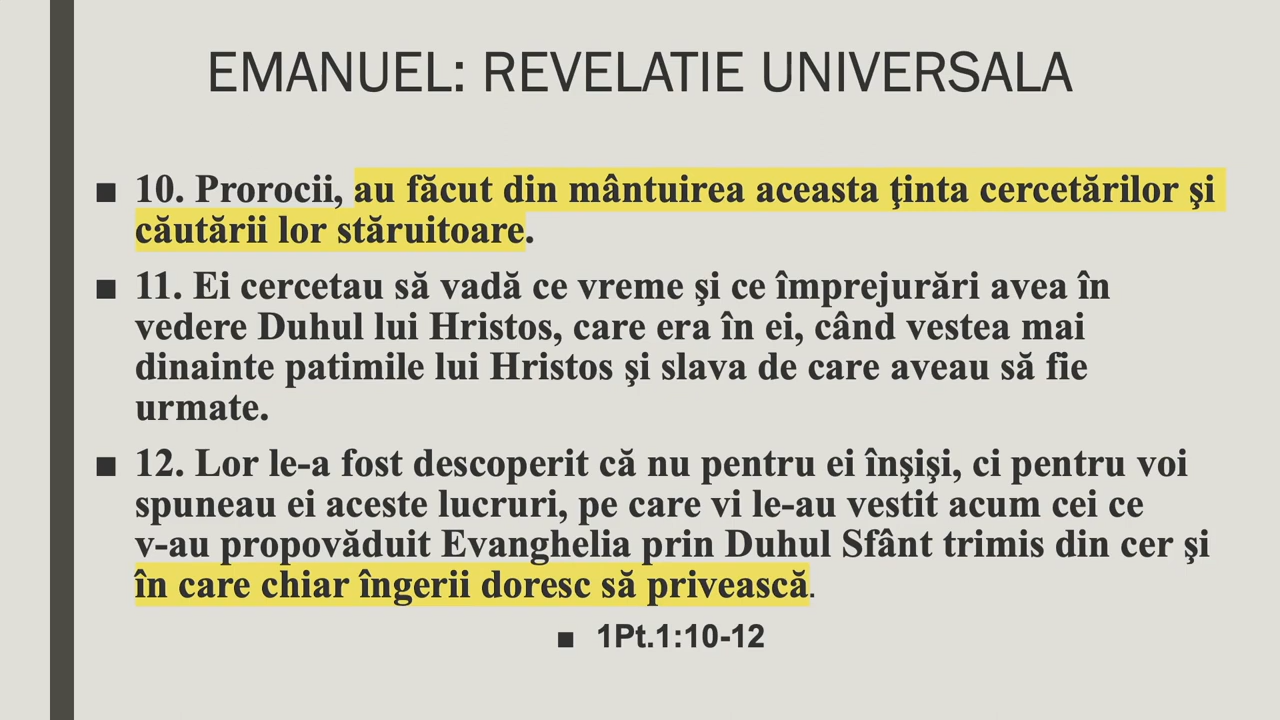 EMANUEL: REVELATIE UNIVERSALA
■ 10. Prorocii, au făcut din mântuirea aceasta ţinta cercetărilor şi
căutării lor stăruitoare.
■ 11. Ei cercetau să vadă ce vreme şi ce împrejurări avea în
vedere Duhul lui Hristos, care era în ei, când vestea mai
dinainte patimile lui Hristos şi slava de care aveau să fie
urmate.
■ 12. Lor le-a fost descoperit că nu pentru ei înşişi, ci pentru voi
spuneau ei aceste lucruri, pe care vi le-au vestit acum cei ce
v-au propovăduit Evanghelia prin Duhul Sfânt trimis din cer şi
în care chiar îngerii doresc să privească.
■ 1Pt.1:10-12